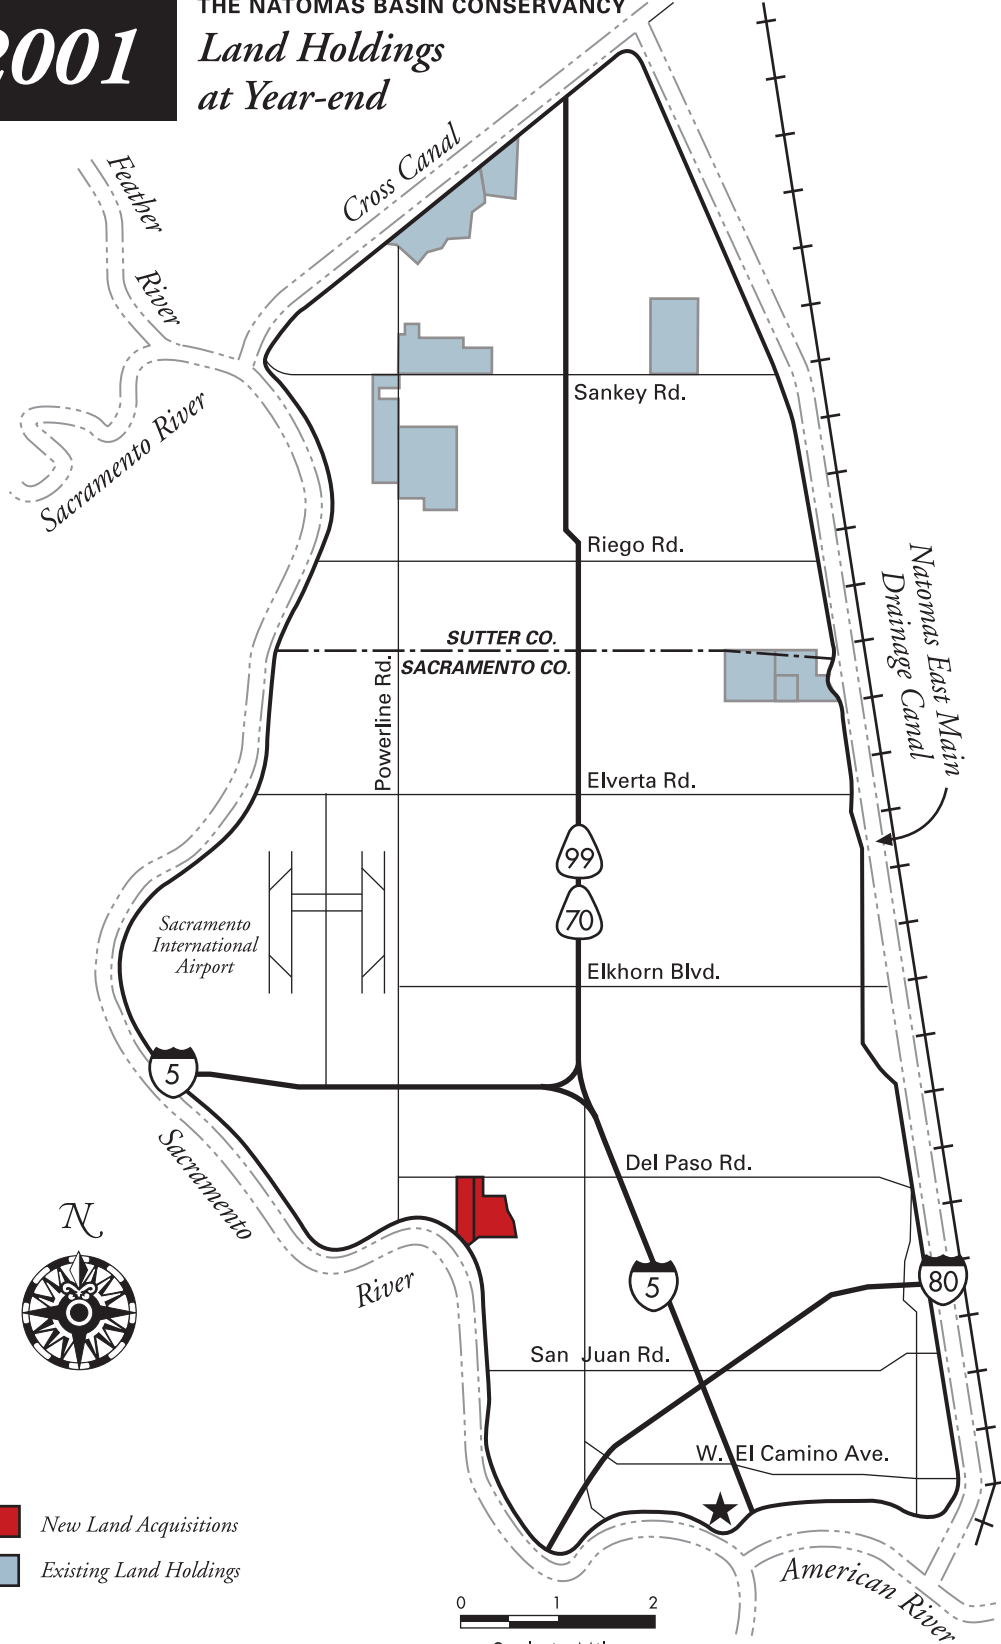 2001
THE NATOMAS BASIN CONSERVANCY
Land Holdings
at Year-end
Feather
River
Cross Canal
Sacramento River
Sankey Rd.
Riego Rd.
SUTTER CO.
SACRAMENTO CO.
Powerline Rd.
Natomas East Main
Drainage Canal
Elverta Rd.
99
70
Sacramento
International
Airport
Elkhorn Blvd.
5
Sacramento
River
Del Paso Rd.
N
5
80
San Juan Rd.
W. El Camino Ave.
New Land Acquisitions
Existing Land Holdings
American River
0 1 2